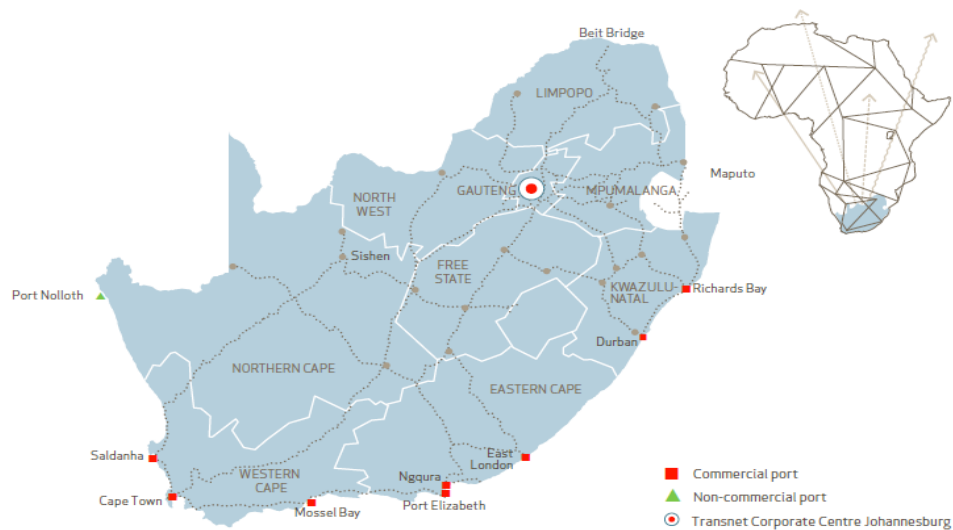 Beit Bridge
LIMPOPO
Maputo
GAUTENG
MPUMALANGA
NORTH
WEST
Sishen
FREE
STATE
KWAZULU-
NATAL
Richards Bay
Port Nolloth
Durban
NORTHERN CAPE
EASTERN CAPE
Saldanha
East
London
WESTERN
CAPE
Ngqura
Cape Town
Port Elizabeth
Mossel Bay
Commercial port
Non-commercial port
Transnet Corporate Centre Johannesburg